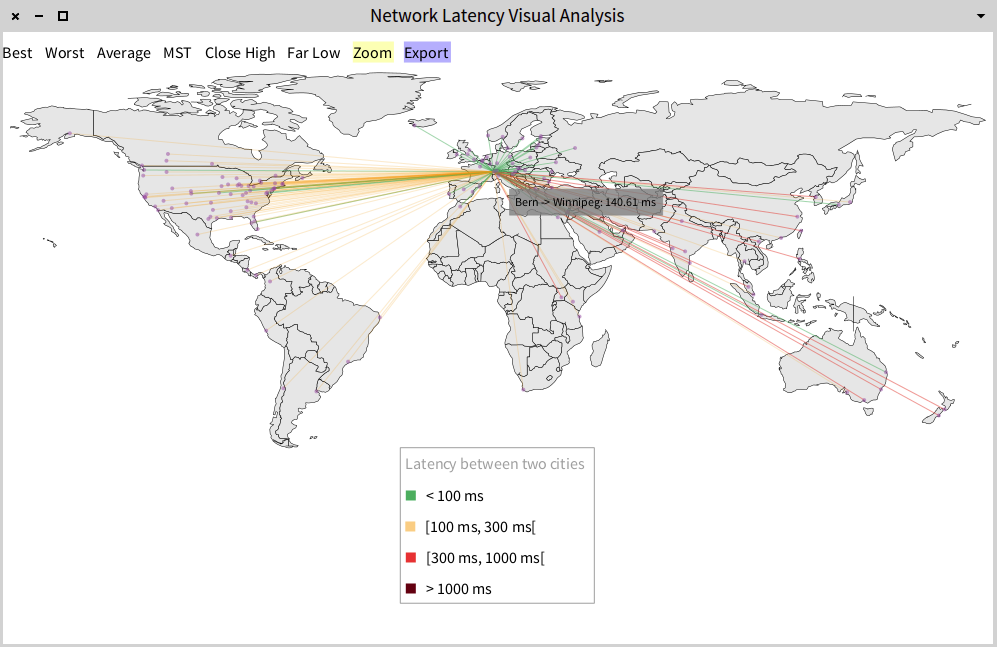 Network Latency Visual Analysis
Best Worst Average MST Close High Far Low Zoom Export
Bern -> Winnipeg: 140.61 ms
Latency between two cities
< 100 ms
[100 ms, 300 ms[
[300 ms, 1000 ms[
> 1000 ms